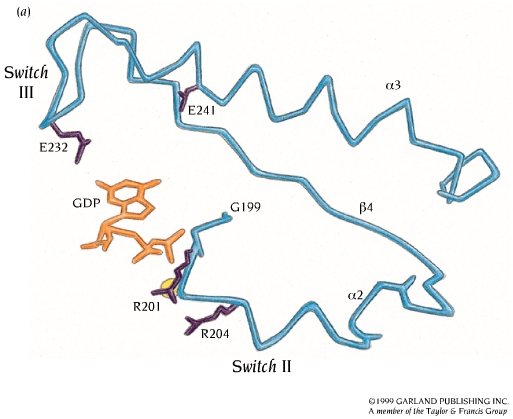 (a)
Switch
III
α3
E241
E232
GDP
G199
β4
R201
α2
R204
Switch II
©1999 GARLAND PUBLISHING INC.
A member of the Taylor & Francis Group